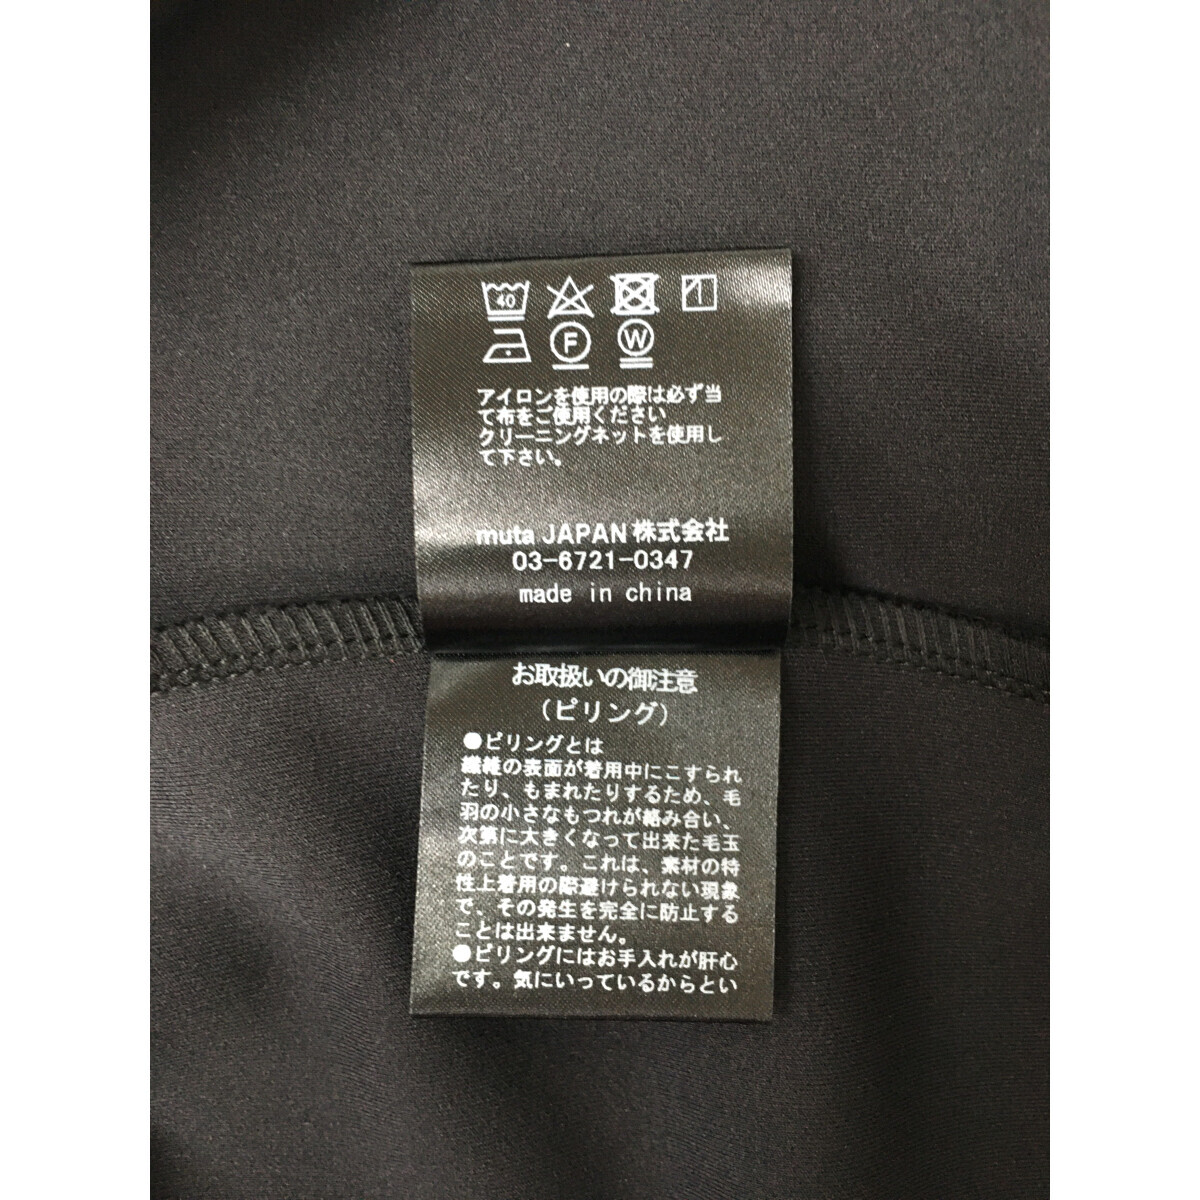 40
F W
アイロンを使用の際は必ず当
て布をご使用ください
クリーニングネットを使用し
て下さい。
muta JAPAN株式会社
03-6721-0347
made in china
お取扱いの御注意
(ピリング)
●ピリングとは
繊維の表面が着用中にこすられ
たり、もまれたりするため、毛
羽の小さなもつれが絡み合い、
次第に大きくなって出来た毛玉
のことです。これは、素材の特
性上着用の際避けられない現象
で、その発生を完全に防止する
ことは出来ません。
●ピリングにはお手入れが肝心
です。気にいっているからとい